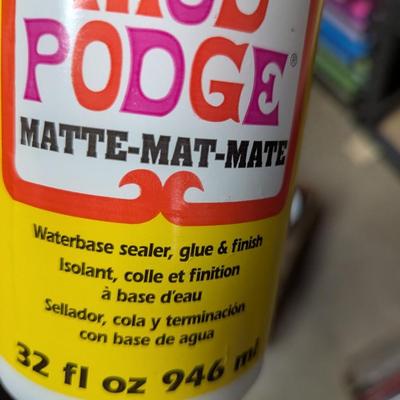 MOD
PODGE®
MATTE-MAT-MATE
Waterbase sealer, glue & finish
Isolant, colle et finition
à base d'eau
Sellador, cola y terminación
con base de agua
32 fl oz 946 ml